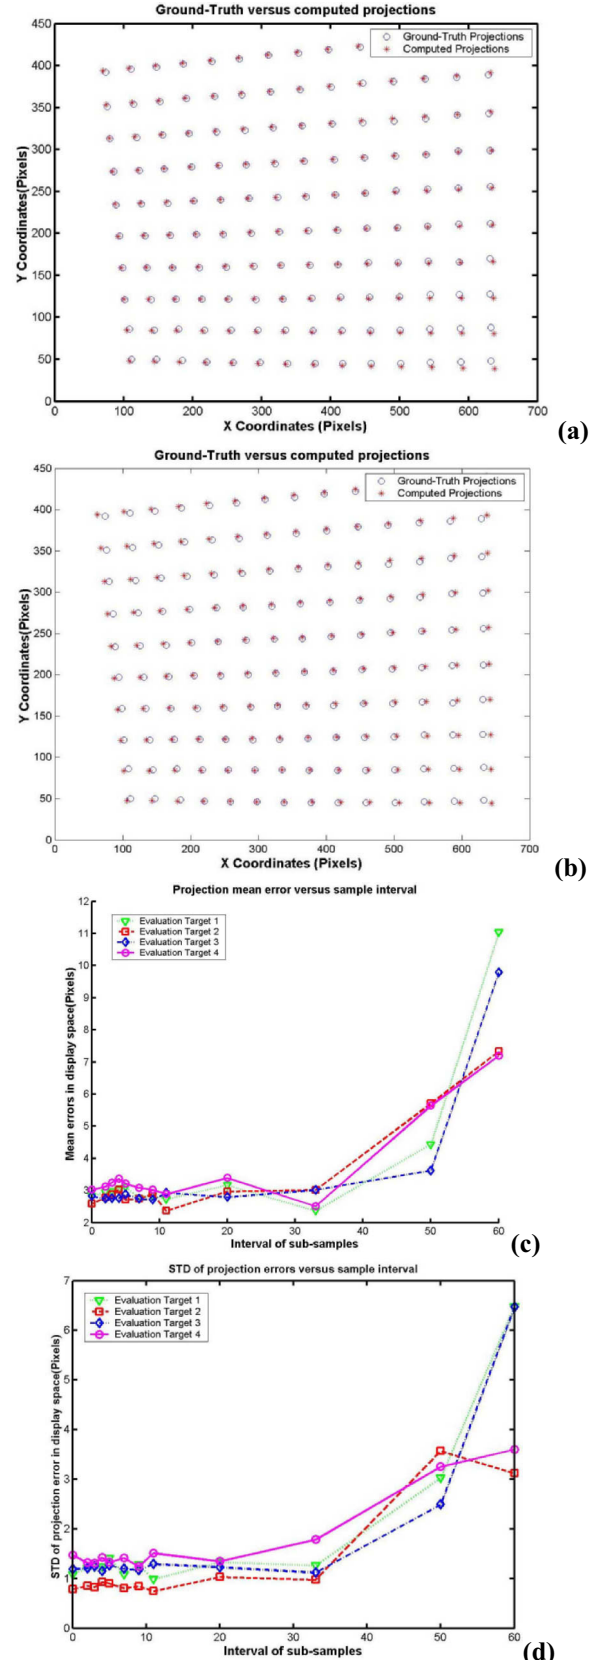 Ground-Truth versus computed projections
450
400
350
300
250
200
150
100
50
0
Y Coordinates(Pixels)
Ground-Truth Projections
Computed Projections
0 100 200 300 400 500 600 700
X Coordinates (Pixels)
(a)
Ground-Truth versus computed projections
450
400
350
300
250
200
150
100
50
0
Y Coordinates(Pixels)
Ground-Truth Projections
Computed Projections
0 100 200 300 400 500 600 700
X Coordinates (Pixels)
(b)
Projection mean error versus sample interval
12
11
10
9
8
7
6
5
4
3
2
Mean errors in display space(Pixels)
Evaluation Target 1
Evaluation Target 2
Evaluation Target 3
Evaluation Target 4
0 10 20 30 40 50 60
Interval of sub-samples
(c)
STD of projection errors versus sample interval
7
6
5
4
3
2
1
0
STD of projection error in display space(Pixels)
Evaluation Target 1
Evaluation Target 2
Evaluation Target 3
Evaluation Target 4
0 10 20 30 40 50 60
Interval of sub-samples
(d)